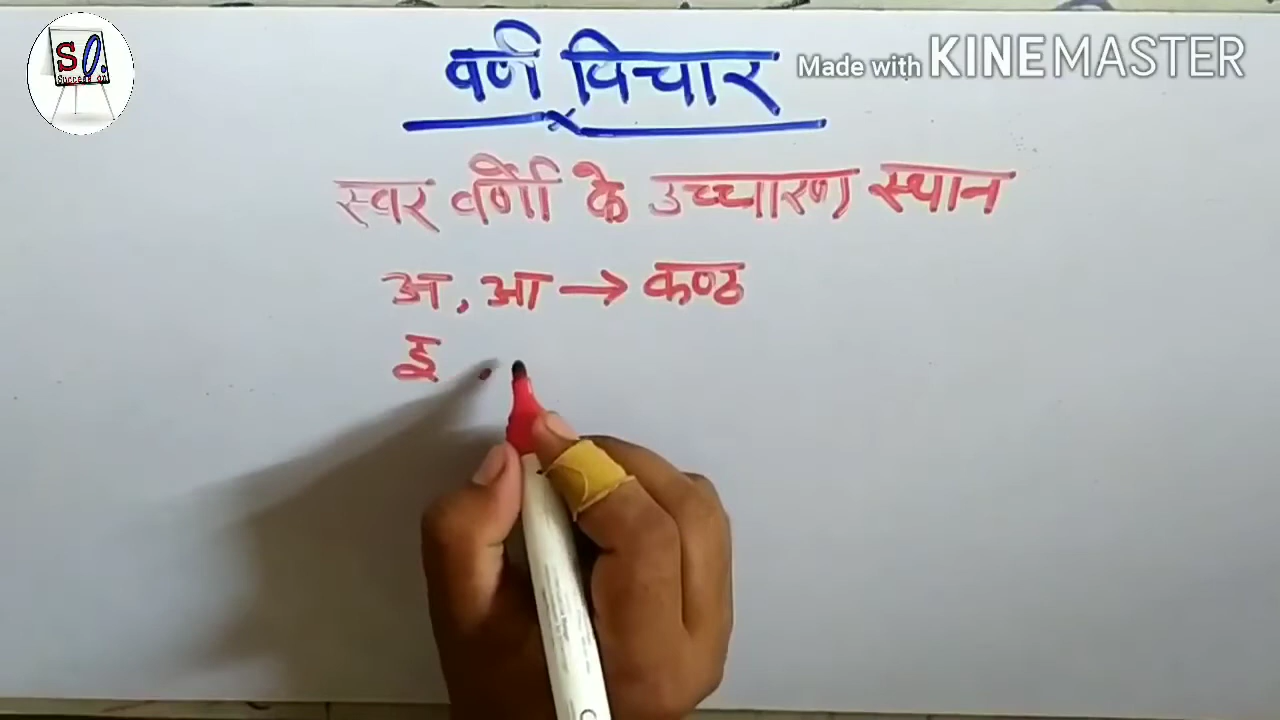 वर्ण विचार
Made with KINEMASTER
स्वर वर्णो के उच्चारण स्थान
अ, आ → कण्ठ
इ ,